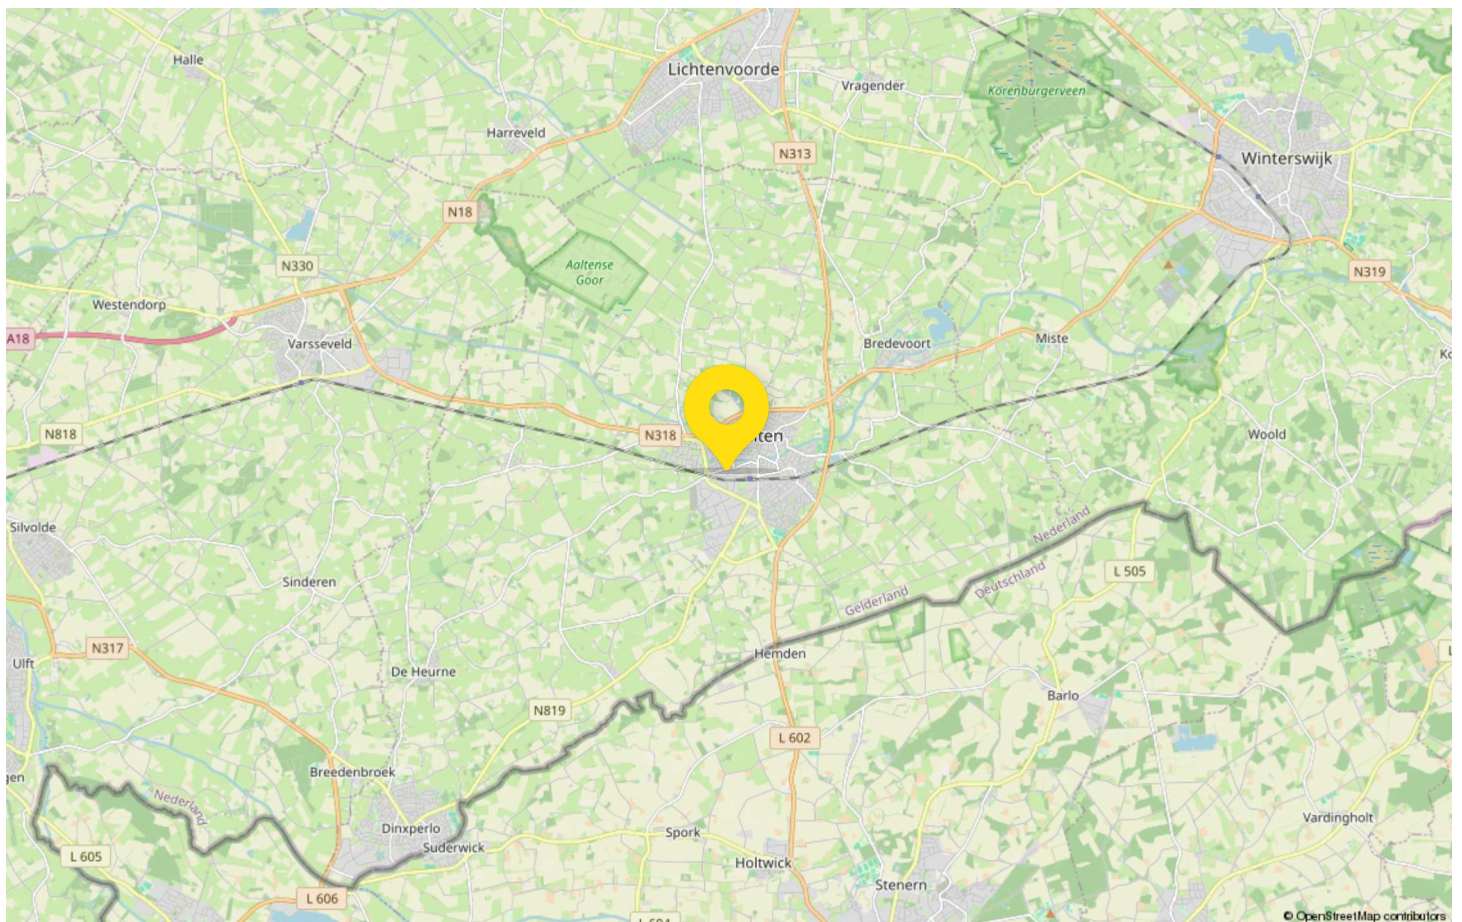 Halle
Lichtenvoorde
Vragender
Korenburgerveen
Harreveld
N313
Winterswijk
N18
N330
Aaltense
Goor
N319
Westendorp
A18
Varsseveld
Bredevoort
Miste
N818
N318
ten
Woold
Silvolde
Nederland
Deutschland
Sinderen
L 505
Gelderland
N317
Hemden
Ulft
De Heurne
Barlo
N819
L 602
gen
Breedenbroek
Nederland
Dinxperlo
Vardingholt
Spork
Suderwick
L 605
Holtwick
Stenern
L 606
© OpenStreetMap contributors